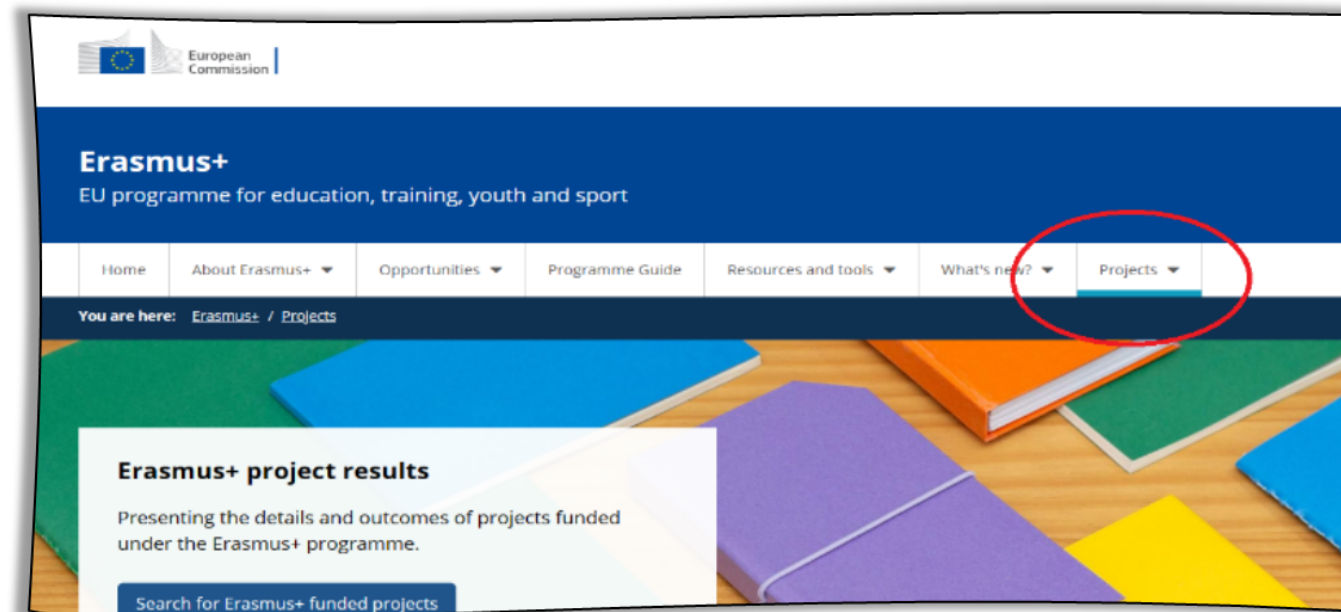 European
Commission
Erasmus+
EU programme for education, training, youth and sport
Home About Erasmus+ Opportunities Programme Guide Resources and tools What's new? Projects
You are here: Erasmus+ / Projects
Erasmus+ project results
Presenting the details and outcomes of projects funded
under the Erasmus+ programme.
Search for Erasmus+ funded projects